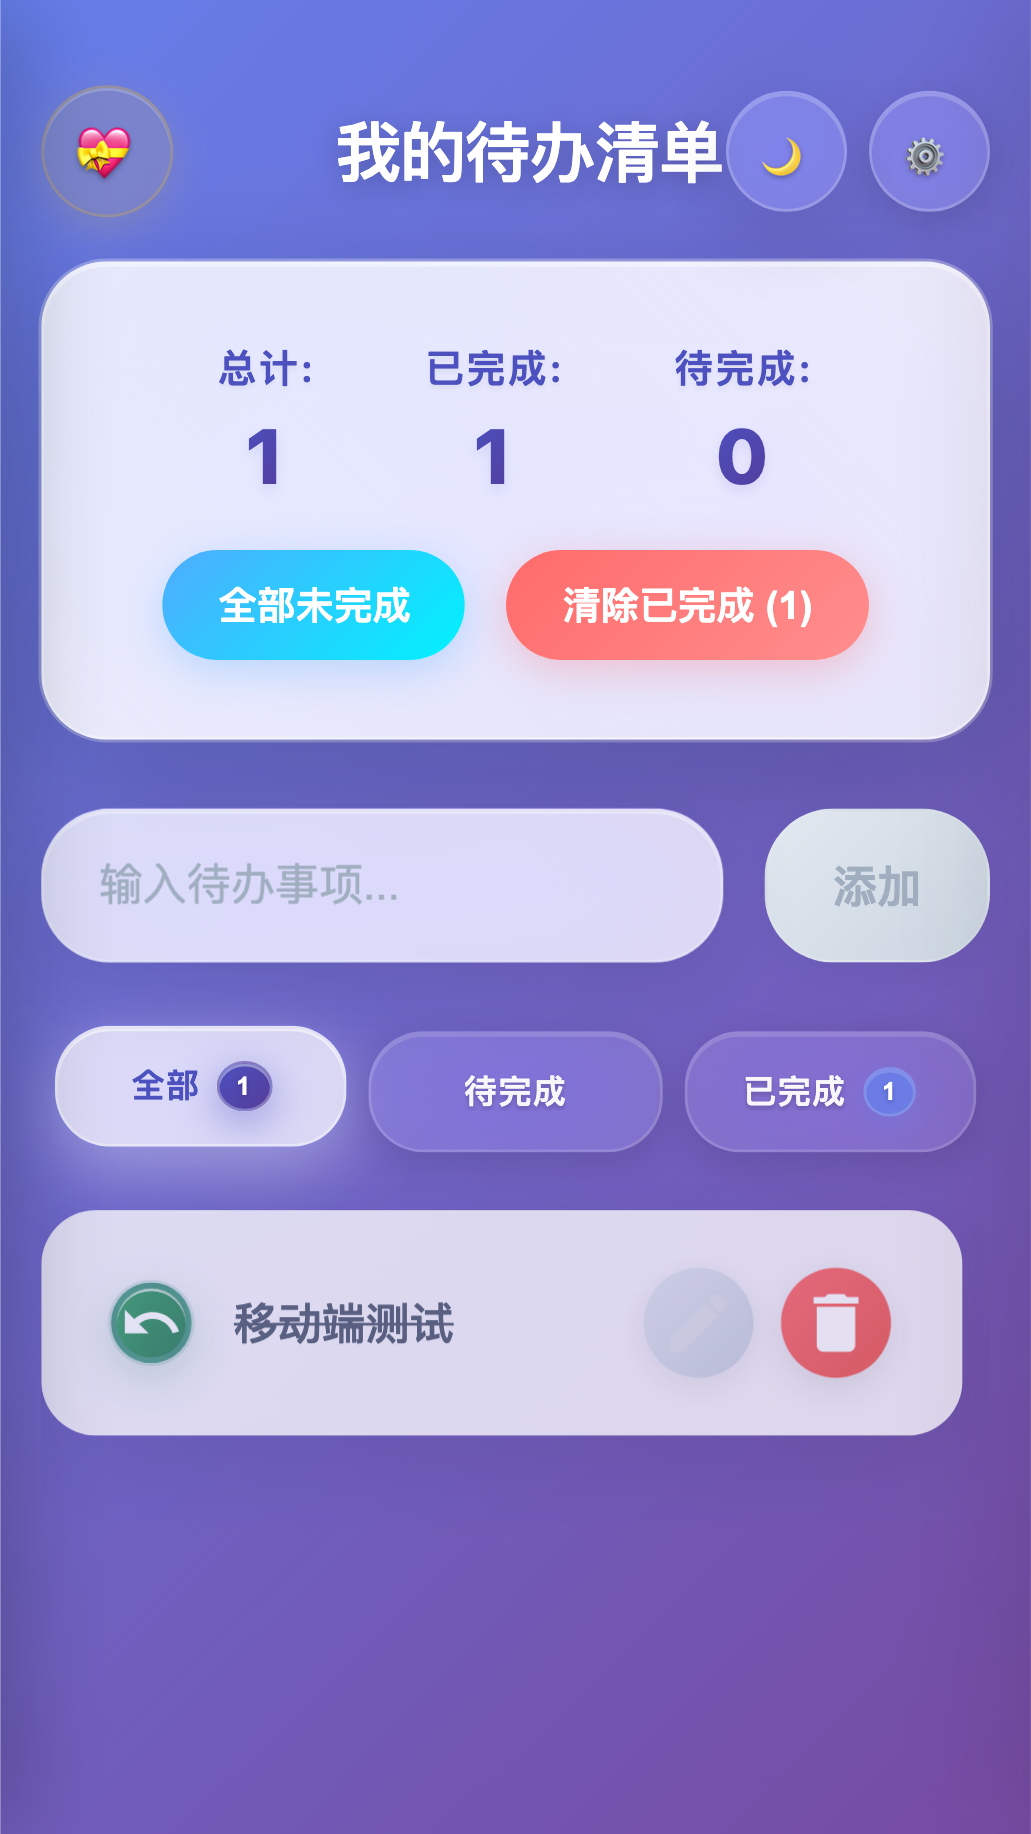 我的待办清单
总计: 已完成: 待完成:
1 1 0
全部未完成 清除已完成 (1)
输入待办事项... 添加
全部 1 待完成 已完成 1
移动端测试